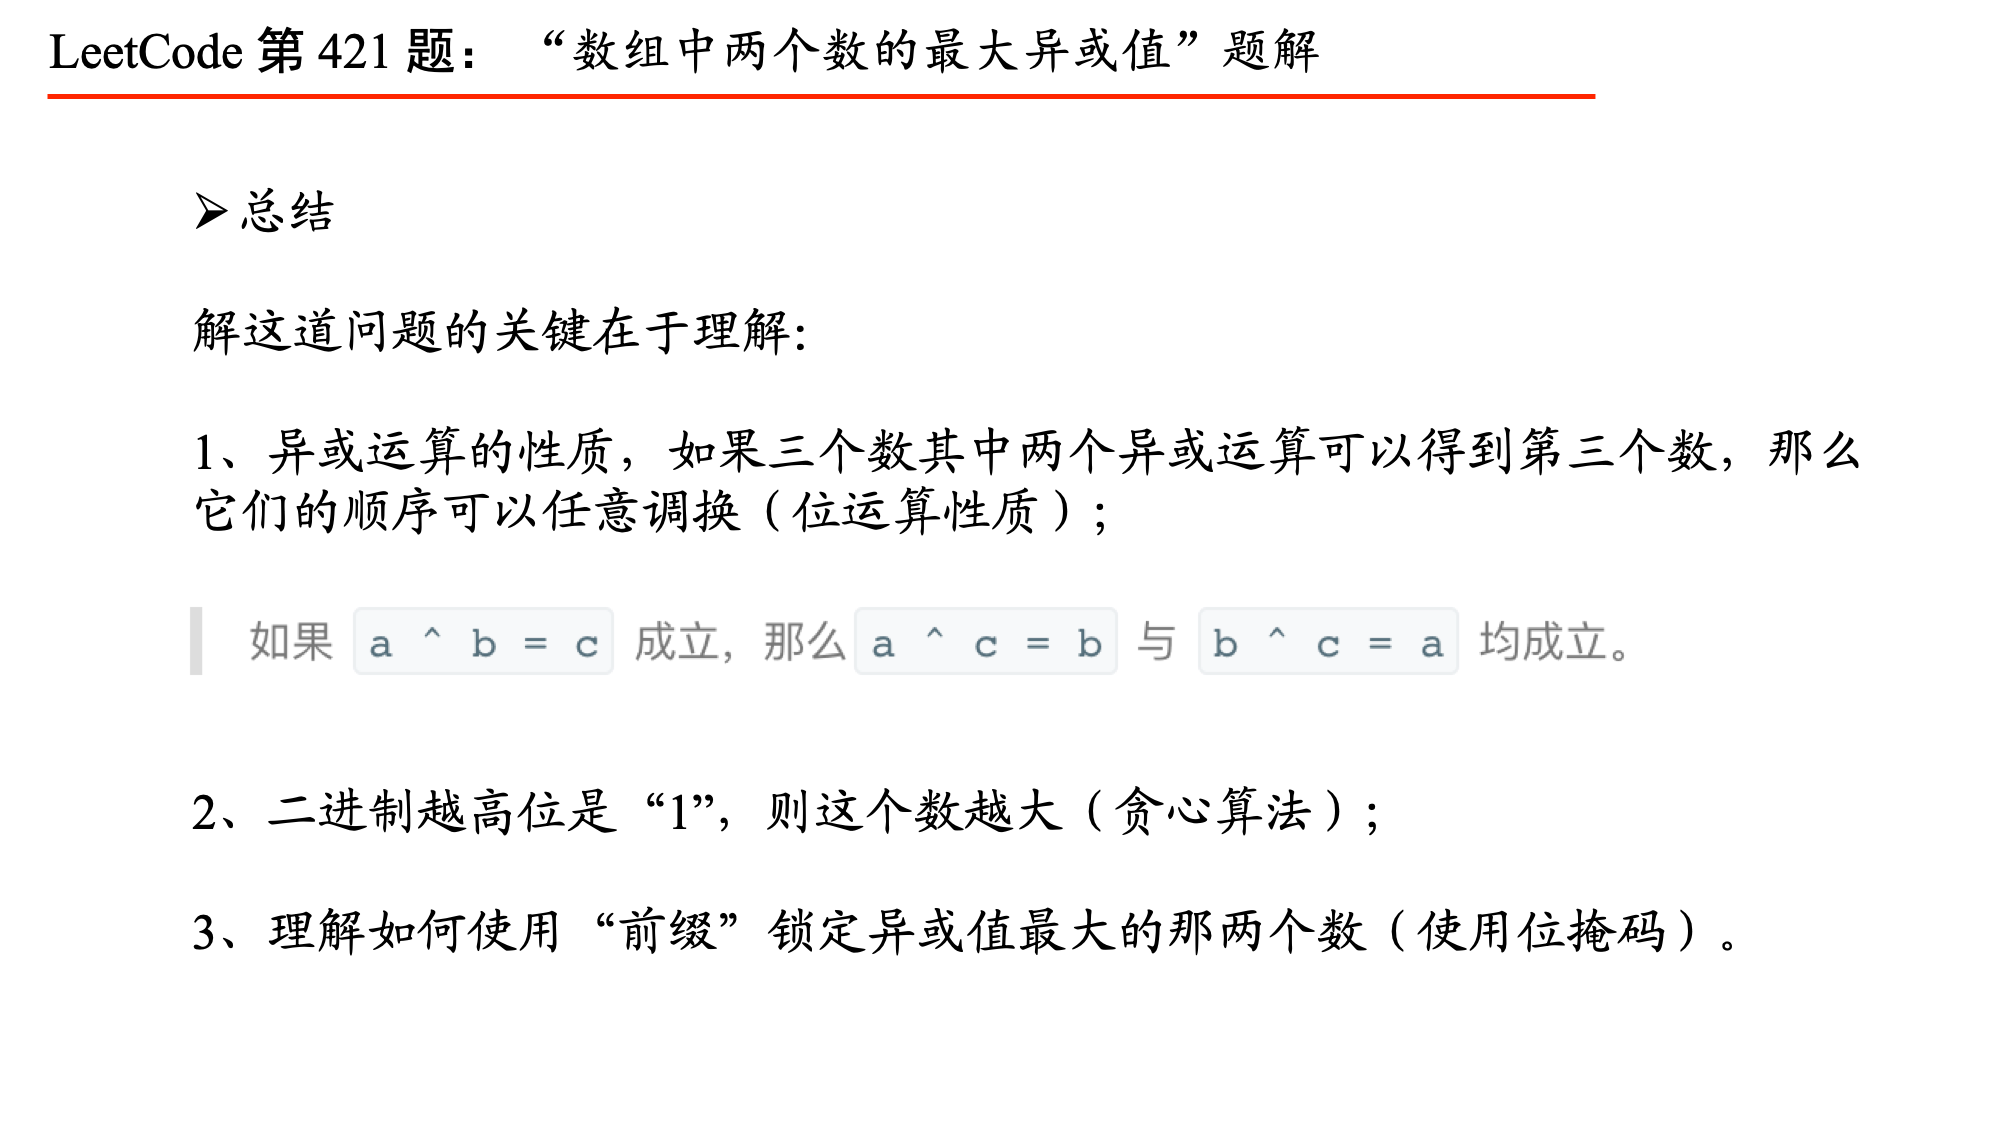 LeetCode 第 421 题： “数组中两个数的最大异或值”题解
➢总结
解这道问题的关键在于理解:
1、异或运算的性质，如果三个数其中两个异或运算可以得到第三个数，那么
它们的顺序可以任意调换（位运算性质）；
如果 a ^ b = c 成立，那么 a ^ c = b 与 b ^ c = a 均成立。
2、二进制越高位是“1”，则这个数越大（贪心算法）；
3、理解如何使用“前缀”锁定异或值最大的那两个数（使用位掩码）。